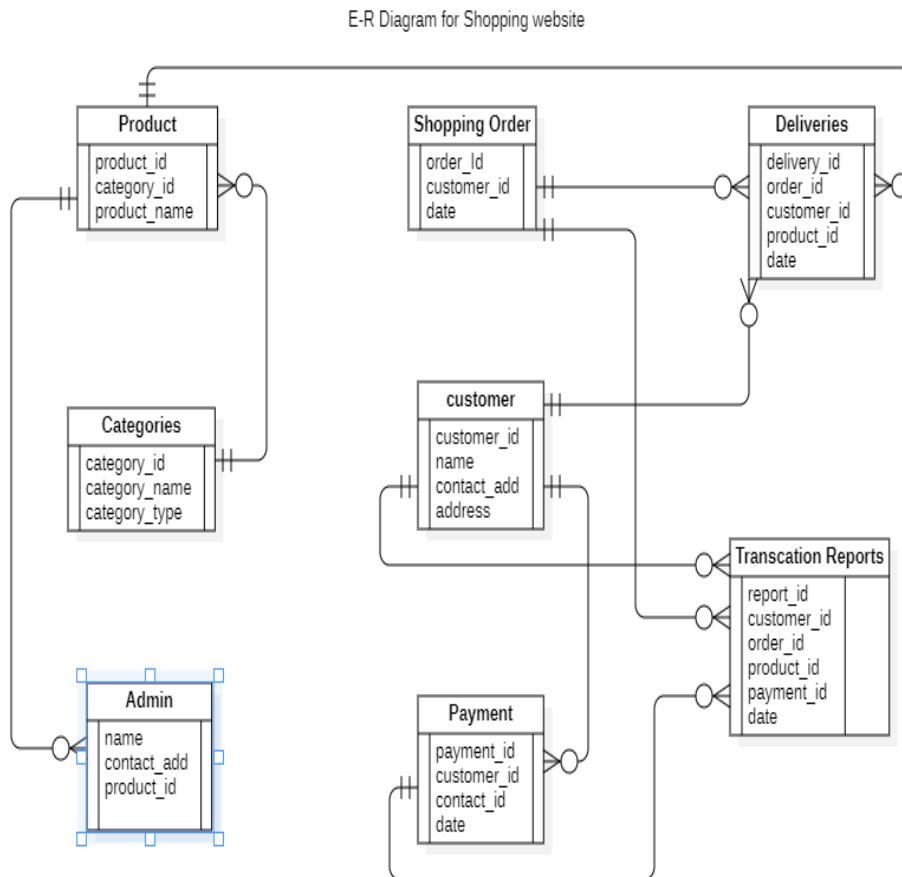 E-R Diagram for Shopping website
Product
product_id
category_id
product_name
Shopping Order
order_Id
customer_id
date
Deliveries
delivery_id
order_id
customer_id
product_id
date
Categories
category_id
category_name
category_type
customer
customer_id
name
contact_add
address
Transcation Reports
report_id
customer_id
order_id
product_id
payment_id
date
Admin
name
contact_add
product_id
Payment
payment_id
customer_id
contact_id
date